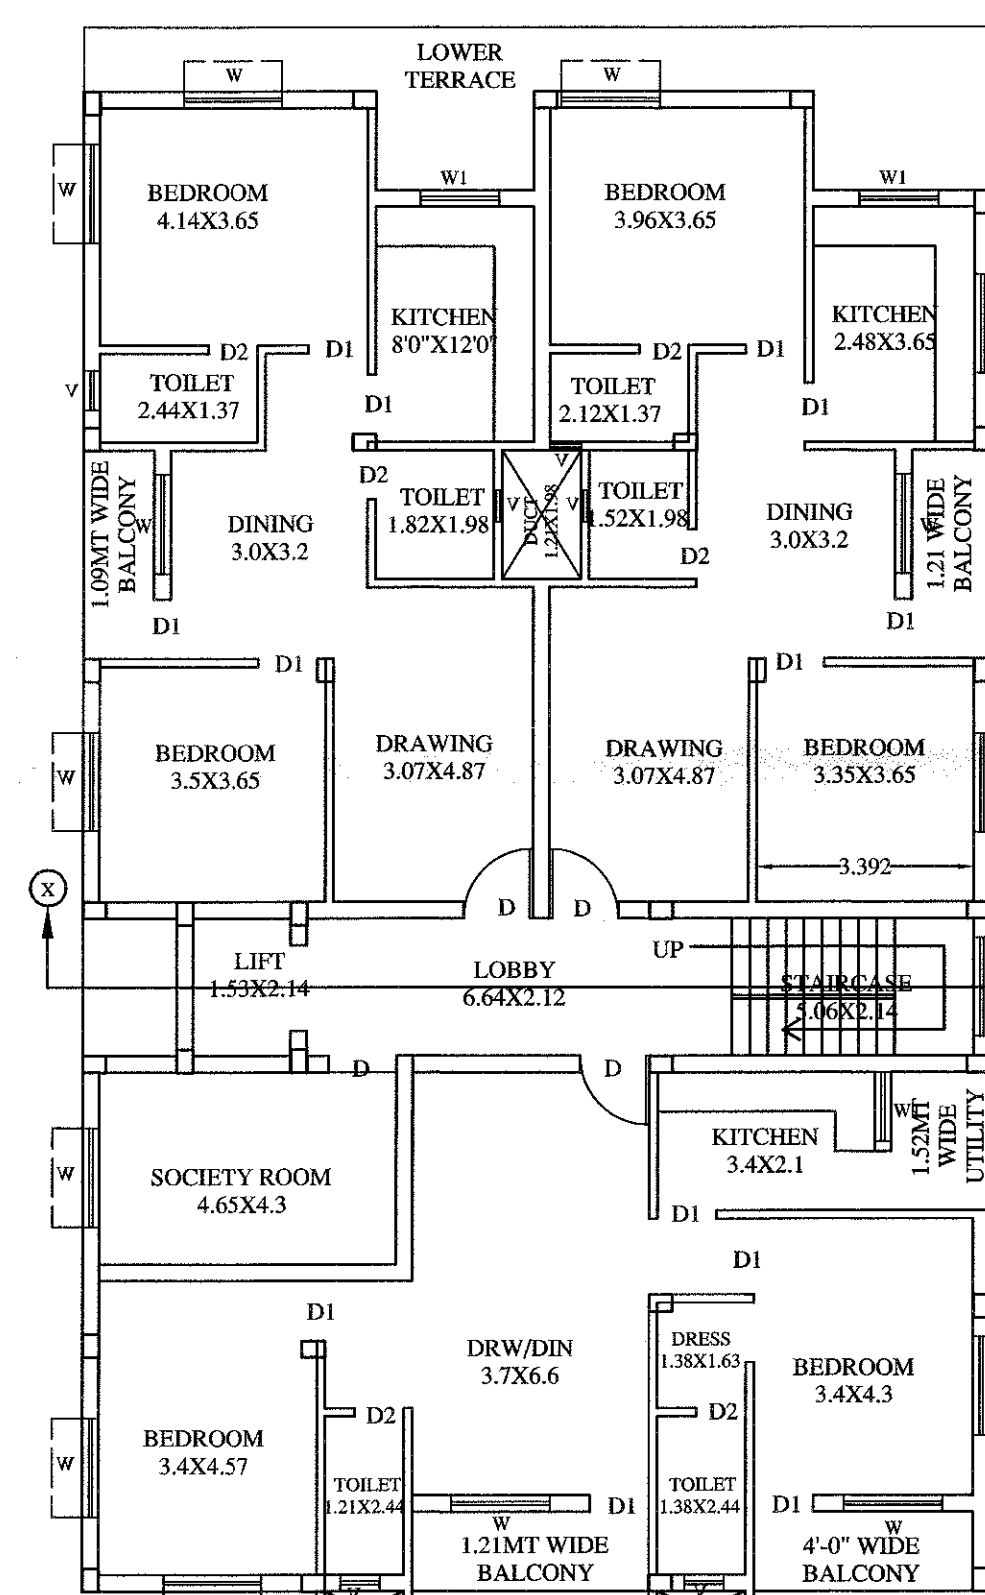 LOWER
TERRACE
W
W
W
BEDROOM
4.14X3.65
W1
BEDROOM
3.96X3.65
W1
KITCHEN
8'0"X12'0"
KITCHEN
2.48X3.65
D2
D1
D2
D1
V
TOILET
2.44X1.37
D1
TOILET
2.12X1.37
D1
1.09MT WIDE
BALCONY
W
DINING
3.0X3.2
D2
TOILET
1.82X1.98
V
DUCT
1.21X1.98
V
V
TOILET
1.52X1.98
D2
DINING
3.0X3.2
W
1.21 WIDE
BALCONY
D1
D1
D1
D1
W
BEDROOM
3.5X3.65
DRAWING
3.07X4.87
DRAWING
3.07X4.87
BEDROOM
3.35X3.65
3.392
X
D
D
LIFT
1.53X2.14
LOBBY
6.64X2.12
UP
STAIRCASE
5.06X2.14
D
D
W
SOCIETY ROOM
4.65X4.3
KITCHEN
3.4X2.1
W
1.52MT
WIDE
UTILITY
D1
D1
D1
DRW/DIN
3.7X6.6
DRESS
1.38X1.63
BEDROOM
3.4X4.3
D2
D2
W
BEDROOM
3.4X4.57
TOILET
1.21X2.44
TOILET
1.38X2.44
D1
D1
W
1.21MT WIDE
BALCONY
W
4'-0" WIDE
BALCONY
V
V